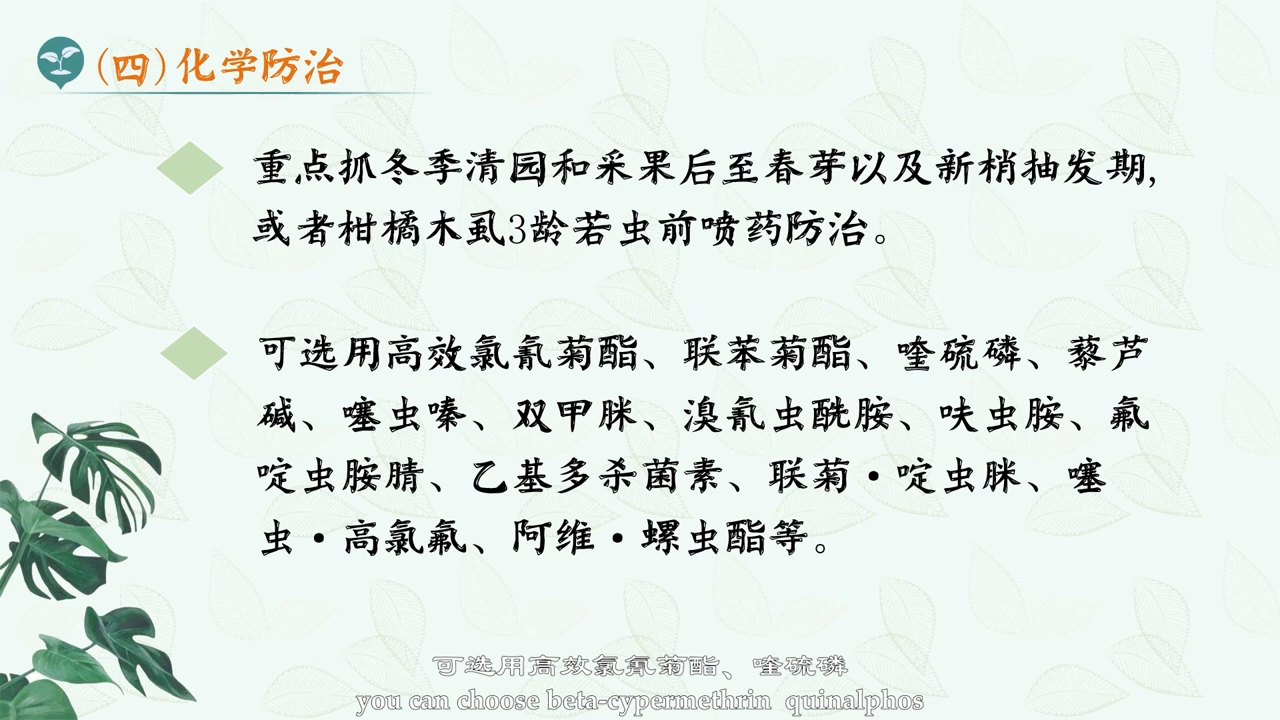 (四)化学防治
重点抓冬季清园和采果后至春芽以及新梢抽发期,
或者柑橘木虱3龄若虫前喷药防治。
可选用高效氯氰菊酯、联苯菊酯、喹硫磷、藜芦
碱、噻虫嗪、双甲脒、溴氰虫酰胺、呋虫胺、氟
啶虫胺腈、乙基多杀菌素、联菊·啶虫脒、噻
虫·高氯氟、阿维·螺虫酯等。
可选用高效氯氰菊酯、喹硫磷
you can choose beta-cypermethrin quinalphos